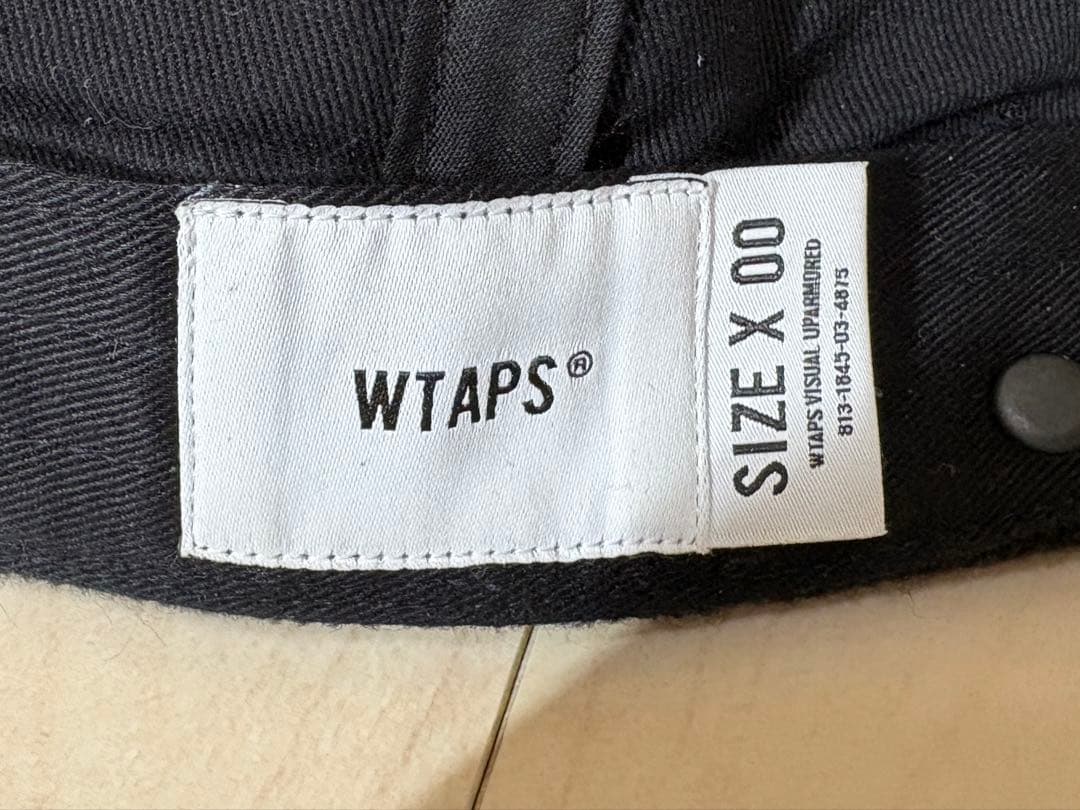 WTAPS®
SIZE X 00
WTAPS VISUAL UPARMORED
813-1845-03-4875